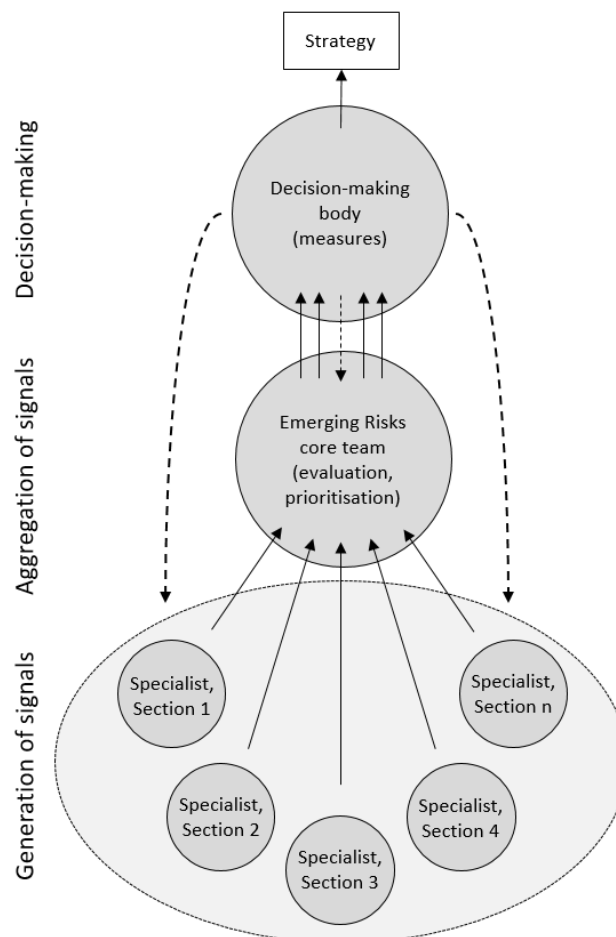 Strategy
Decision-making
Decision-making
body
(measures)
Aggregation of signals
Emerging Risks
core team
(evaluation,
prioritisation)
Generation of signals
Specialist,
Section 1
Specialist,
Section n
Specialist,
Section 2
Specialist,
Section 4
Specialist,
Section 3